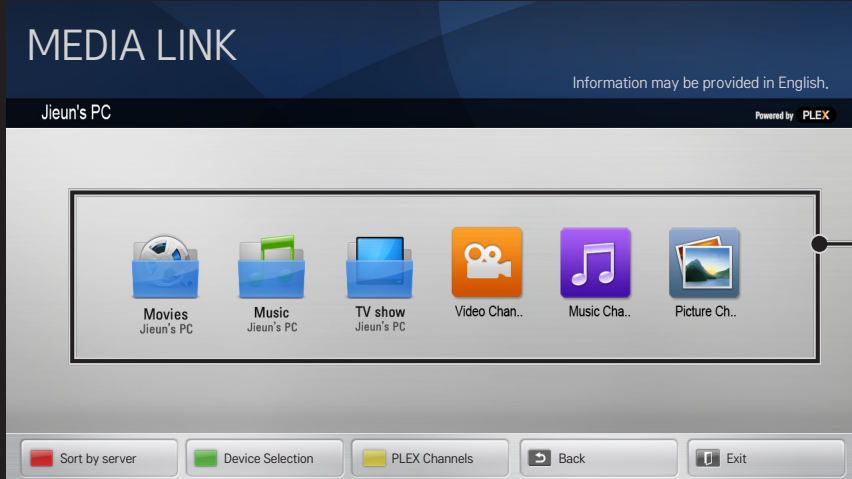 MEDIA LINK
Information may be provided in English.
Jieun's PC
Powered by PLEX
Movies
Jieun's PC
Music
Jieun's PC
TV show
Jieun's PC
Video Chan..
Music Cha..
Picture Ch..
Sort by server
Device Selection
PLEX Channels
Back
Exit